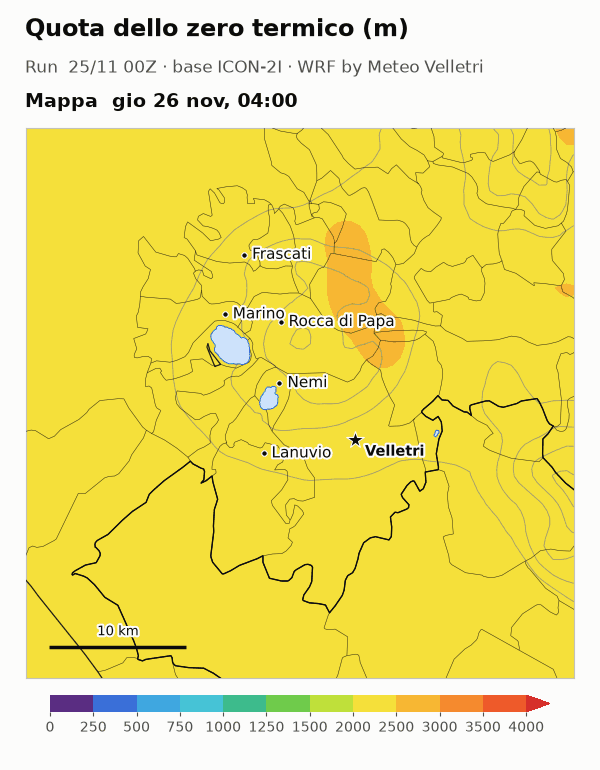 Quota dello zero termico (m)
Run  25/11 00Z · base ICON-2I · WRF by Meteo Velletri
Mappa  gio 26 nov, 04:00
Frascati
Marino
Rocca di Papa
Nemi
Velletri
Lanuvio
10 km
0 250 500 750 1000 1250 1500 2000 2500 3000 3500 4000